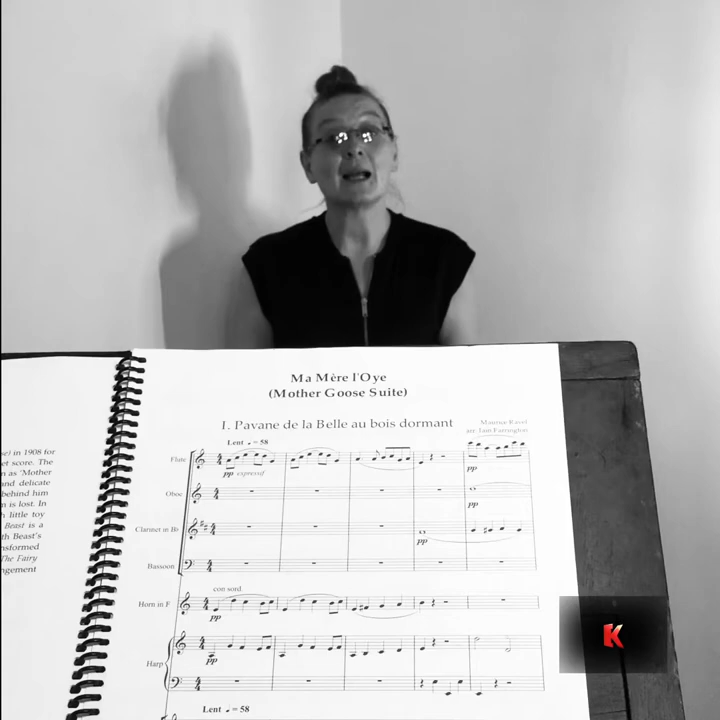 se) in 1908 for
et score. The
n as 'Mother
and delicate
behind him
n is lost. In
h little toy
Beast is a
th Beast's
nsformed
The Fairy
ngement
Ma Mère l'Oye
(Mother Goose Suite)
I. Pavane de la Belle au bois dormant
Maurice Ravel
arr. Iain Farrington
Lent ♩ = 58
Flute
pp expressif
pp
Oboe
pp
Clarinet in B♭
pp
Bassoon
con sord.
Horn in F
pp
Harp
pp
Lent ♩ = 58
K